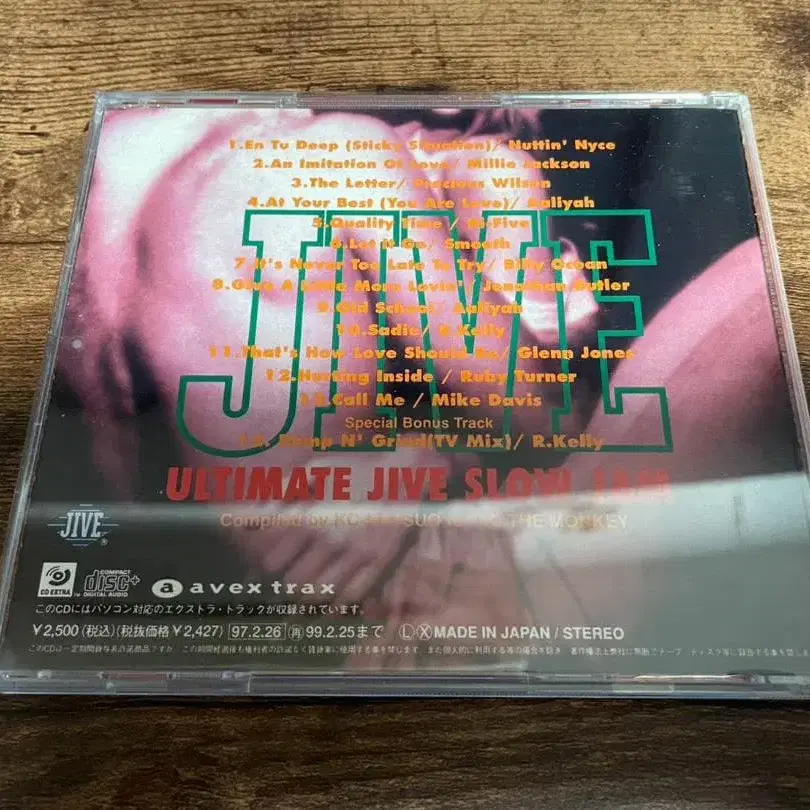 1.En Tu Deep (Sticky Situation)/ Nuttin' Nyce
2.An Imitation Of Love/ Millie Jackson
3.The Letter/ Precious Wilson
4.At Your Best (You Are Love)/ Aaliyah
5.Quality Time / Hi-Five
6.Let It Go/ Smooth
7.It's Never Too Late To Try/ Billy Ocean
8.Give A Little More Lovin'/ Jonathan Butler
9.Old School/ Aaliyah
10.Sadie/ R.Kelly
11.That's How Love Should Be/ Glenn Jones
12.Hurting Inside / Ruby Turner
13.Call Me / Mike Davis
Special Bonus Track
14. Bump N' Grind(TV Mix)/ R.Kelly
JIVE
ULTIMATE JIVE SLOW JAM
Compiled by THE MONKEY
JIVE
CD EXTRA TM COMPACT disc+ DIGITAL AUDIO a avex trax
このCDにはパソコン対応のエクストラ・トラックが収録されています。
¥2,500(税込)(税抜価格¥2,427) 97.2.26 再 99.2.25まで Ⓛ Ⓧ MADE IN JAPAN / STEREO